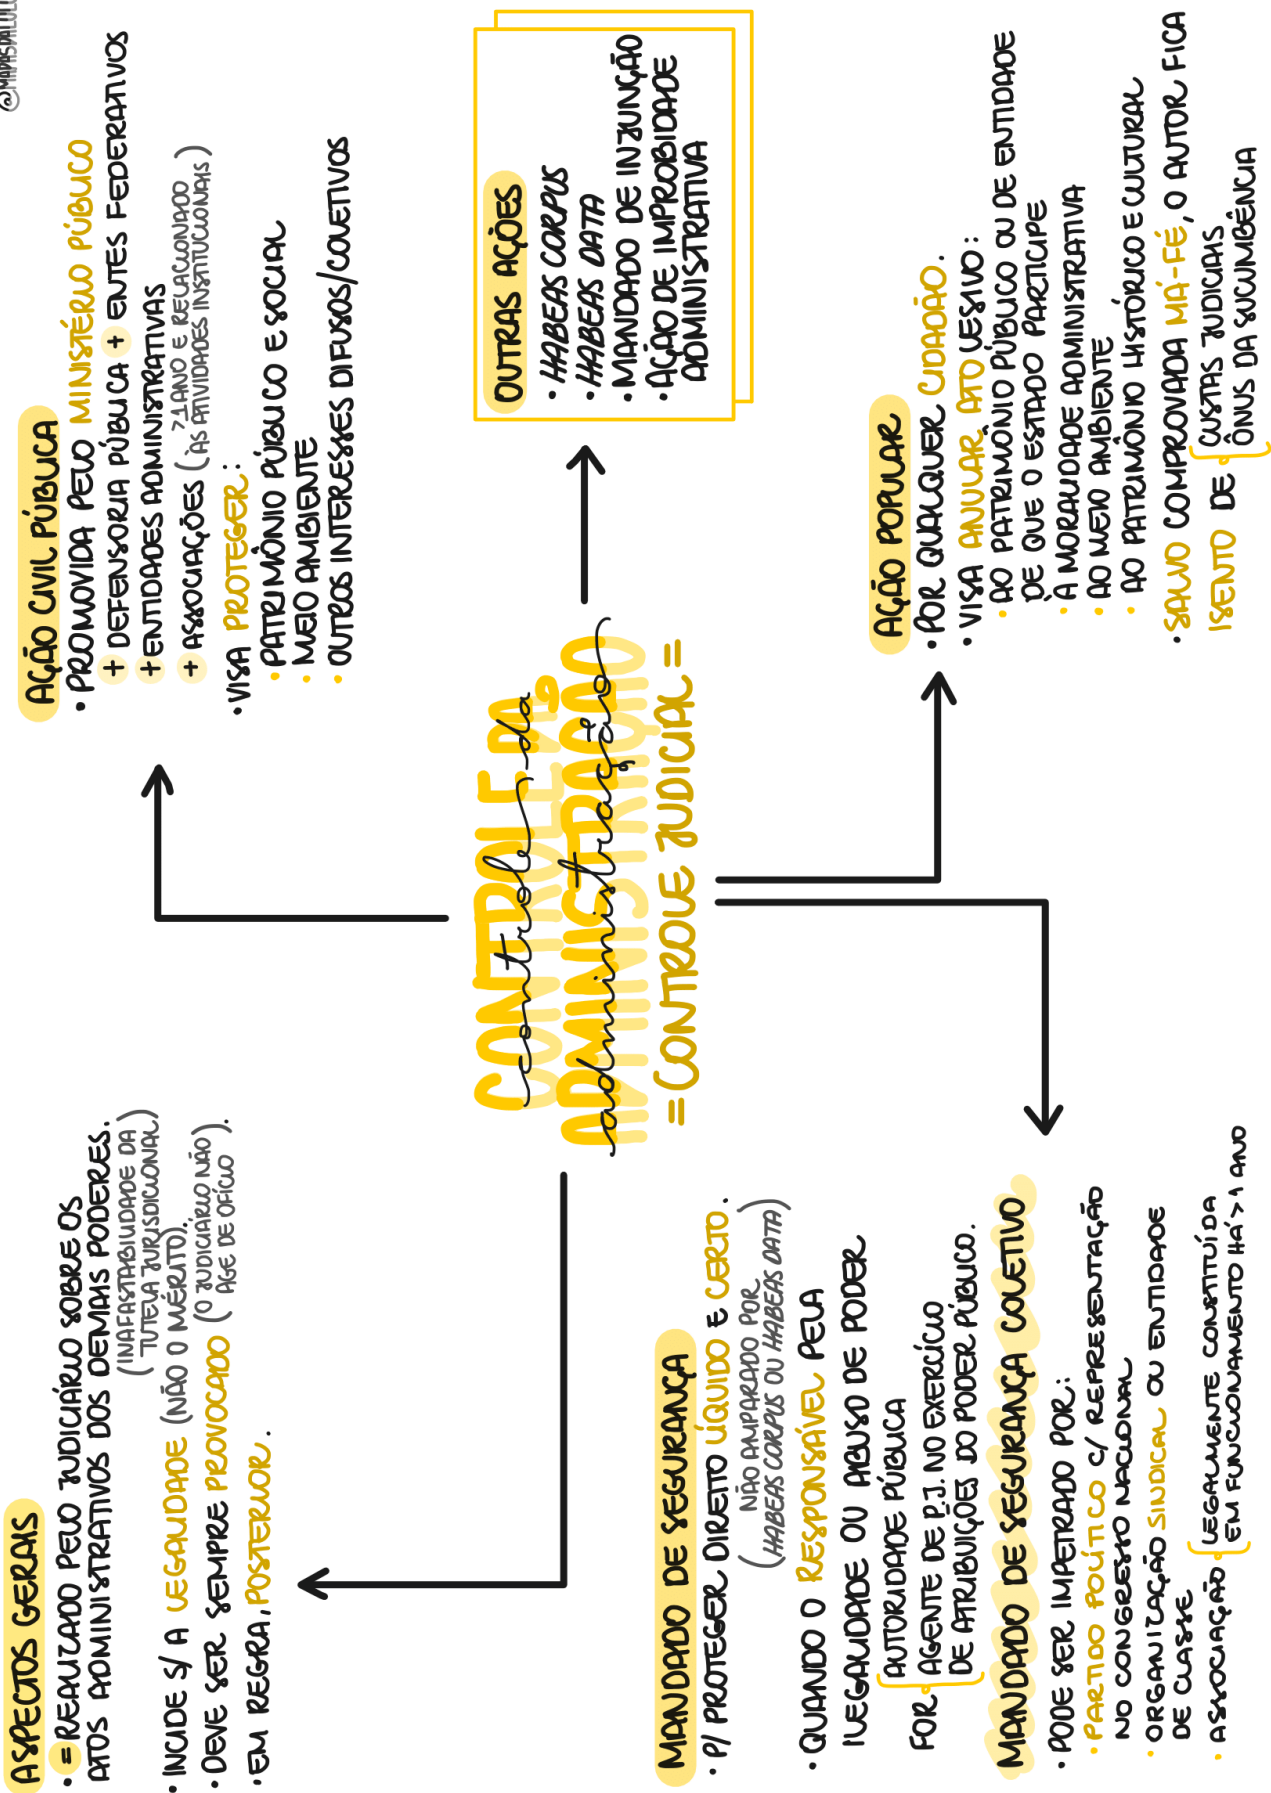 CONTROLE DA
ADMINISTRAÇÃO
controle da
administração
= CONTROLE JUDICIAL =
ASPECTOS GERAIS
• = REALIZADO PELO JUDICIÁRIO SOBRE OS
ATOS ADMINISTRATIVOS DOS DEMAIS PODERES.
(INAFASTABILIDADE DA
TUTELA JURISDICIONAL)
• INCIDE S/ A LEGALIDADE (NÃO O MÉRITO).
• DEVE SER SEMPRE PROVOCADO (O JUDICIÁRIO NÃO
AGE DE OFÍCIO).
• EM REGRA, POSTERIOR.
AÇÃO CIVIL PÚBLICA
• PROMOVIDA PELO MINISTÉRIO PÚBLICO
+ DEFENSORIA PÚBLICA + ENTES FEDERATIVOS
+ ENTIDADES ADMINISTRATIVAS
+ ASSOCIAÇÕES (>1 ANO E RELACIONADO
ÀS ATIVIDADES INSTITUCIONAIS)
• VISA PROTEGER:
• PATRIMÔNIO PÚBLICO E SOCIAL
• MEIO AMBIENTE
• OUTROS INTERESSES DIFUSOS/COLETIVOS
OUTRAS AÇÕES
• HABEAS CORPUS
• HABEAS DATA
• MANDADO DE INJUNÇÃO
• AÇÃO DE IMPROBIDADE
ADMINISTRATIVA
MANDADO DE SEGURANÇA
• P/ PROTEGER DIREITO LÍQUIDO E CERTO.
(NÃO AMPARADO POR
HABEAS CORPUS OU HABEAS DATA)
• QUANDO O RESPONSÁVEL PELA
ILEGALIDADE OU ABUSO DE PODER
FOR
AUTORIDADE PÚBLICA
AGENTE DE P.J. NO EXERCÍCIO
DE ATRIBUIÇÕES DO PODER PÚBLICO.
MANDADO DE SEGURANÇA COLETIVO
• PODE SER IMPETRADO POR:
• PARTIDO POLÍTICO C/ REPRESENTAÇÃO
NO CONGRESSO NACIONAL
• ORGANIZAÇÃO SINDICAL OU ENTIDADE
DE CLASSE
• ASSOCIAÇÃO
LEGALMENTE CONSTITUÍDA
EM FUNCIONAMENTO HÁ >1 ANO
AÇÃO POPULAR
• POR QUALQUER CIDADÃO.
• VISA ANULAR ATO LESIVO:
• AO PATRIMÔNIO PÚBLICO OU DE ENTIDADE
DE QUE O ESTADO PARTICIPE
• À MORALIDADE ADMINISTRATIVA
• AO MEIO AMBIENTE
• AO PATRIMÔNIO HISTÓRICO E CULTURAL
• SALVO COMPROVADA MÁ-FÉ, O AUTOR FICA
ISENTO DE
CUSTAS JUDICIAIS
ÔNUS DA SUCUMBÊNCIA